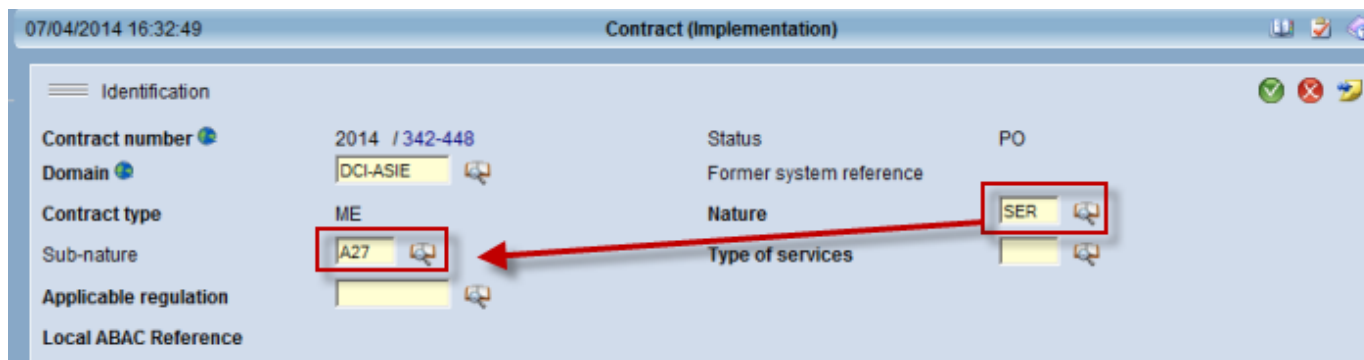 07/04/2014 16:32:49 Contract (Implementation)
Identification
Contract number 2014 / 342-448 Status PO
Domain DCI-ASIE Former system reference
Contract type ME Nature SER
Sub-nature A27 Type of services
Applicable regulation
Local ABAC Reference